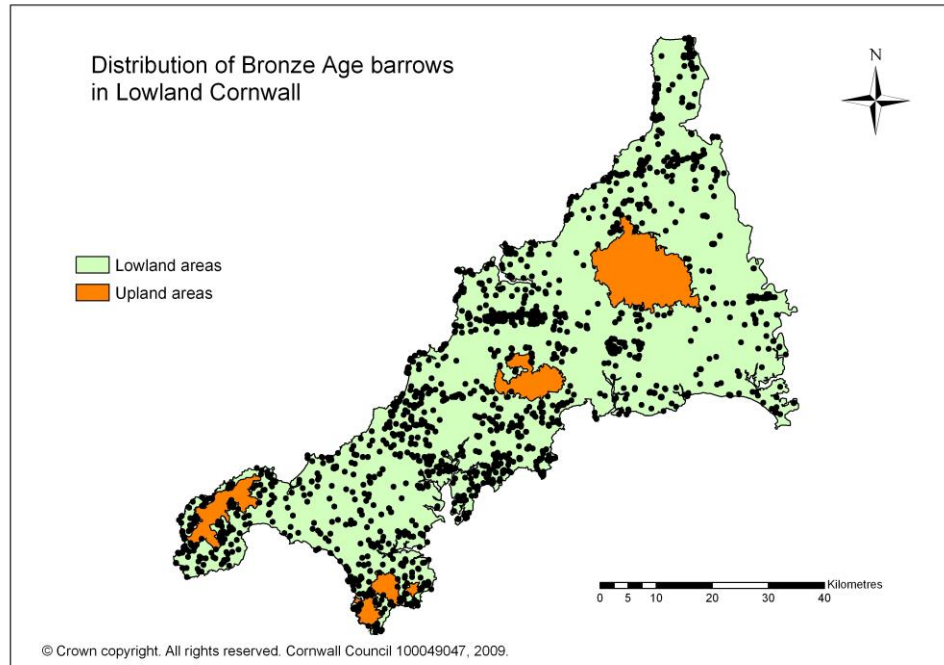 Distribution of Bronze Age barrows
in Lowland Cornwall
N
Lowland areas
Upland areas
Kilometres
0 5 10 20 30 40
© Crown copyright. All rights reserved. Cornwall Council 100049047, 2009.